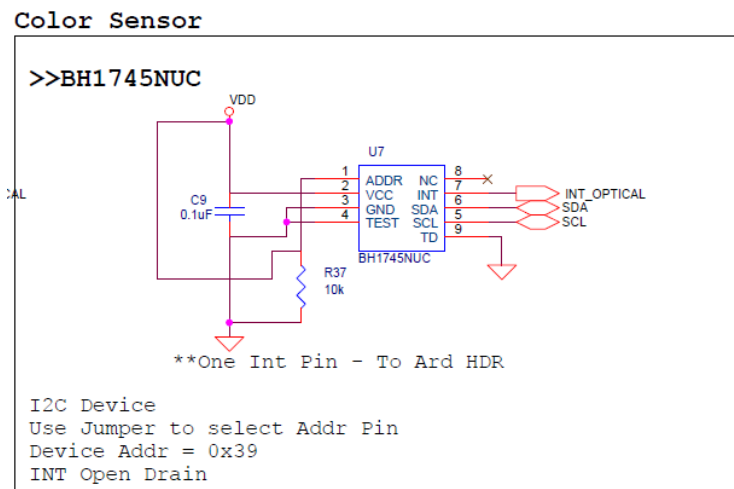 Color Sensor
>>BH1745NUC
VDD
U7
1 ADDR NC 8
2 VCC INT 7
3 GND SDA 6
4 TEST SCL 5
TD 9
BH1745NUC
C9
0.1uF
CAL
INT_OPTICAL
SDA
SCL
R37
10k
**One Int Pin - To Ard HDR
I2C Device
Use Jumper to select Addr Pin
Device Addr = 0x39
INT Open Drain